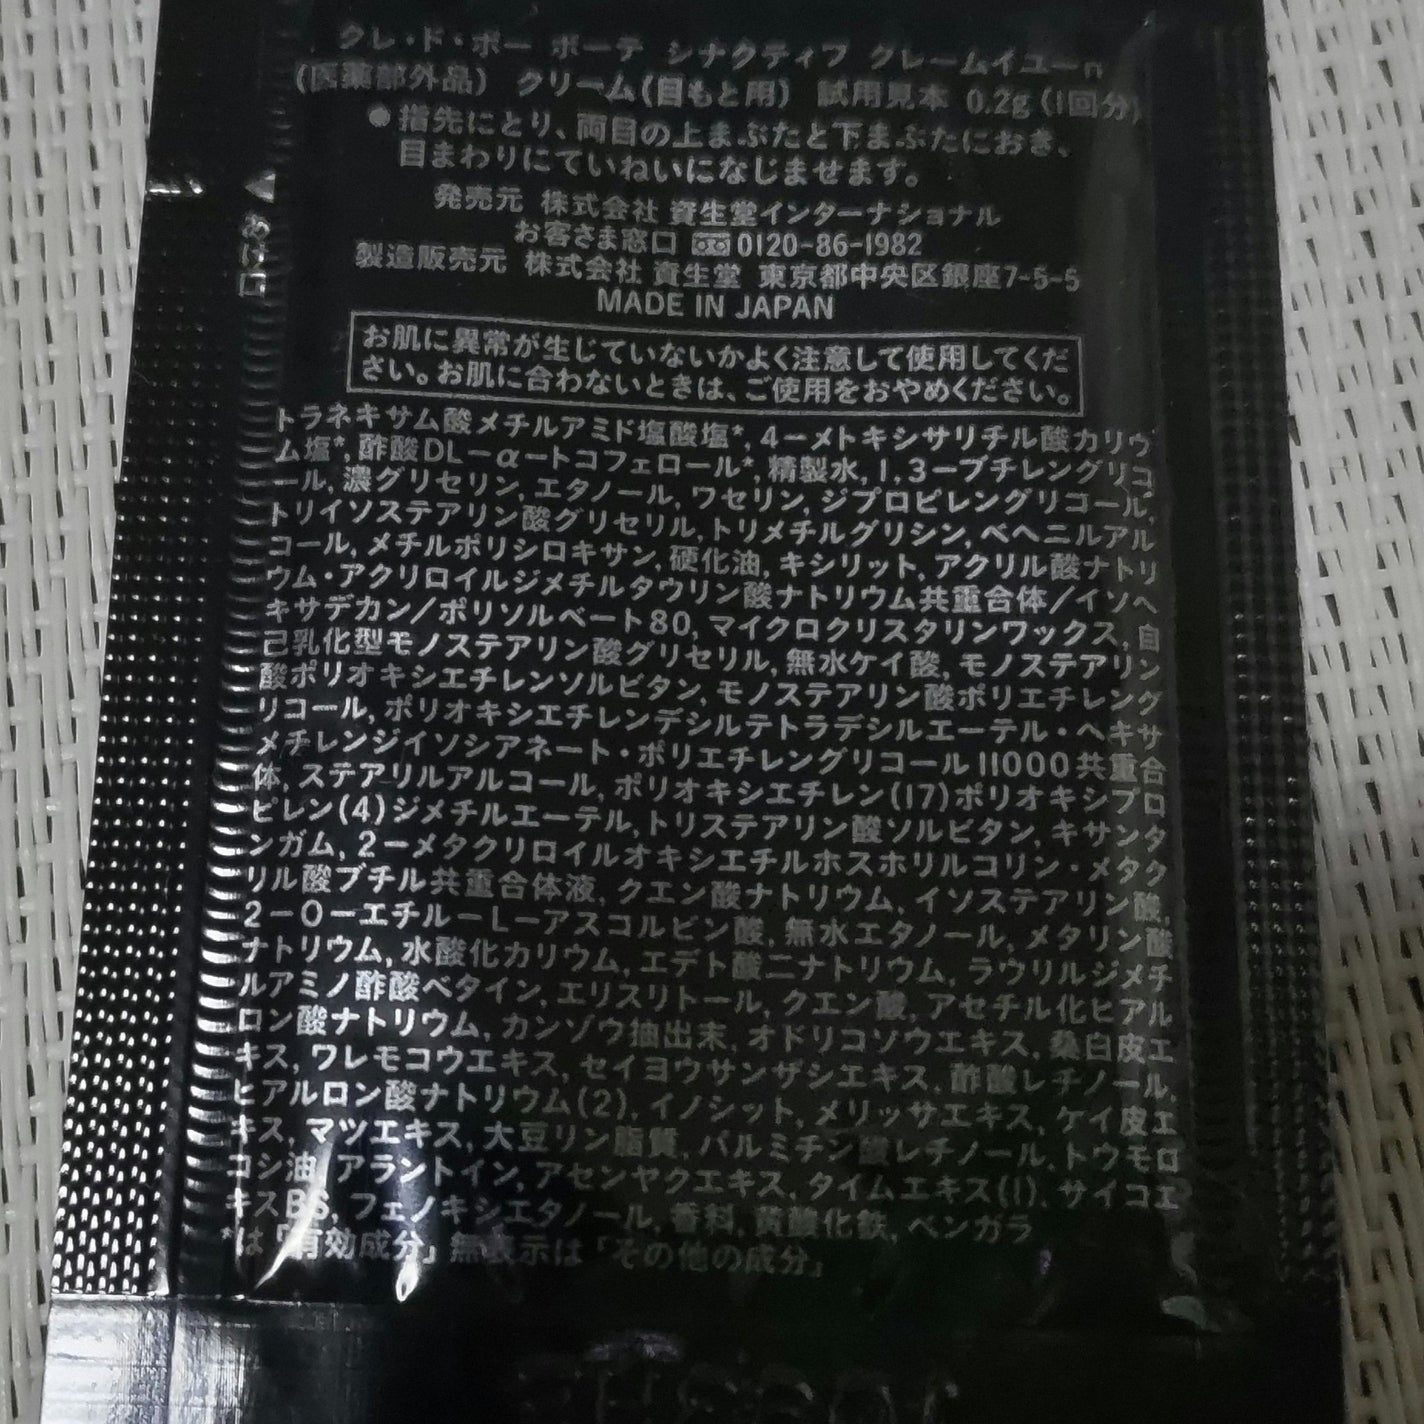 クレ・ド・ポー ボーテ シナクティフ クレームイユーn
(医薬部外品) クリーム(目もと用) 試用見本 0.2g(1回分)
●指先にとり、両目の上まぶたと下まぶたにおき、
目まわりにていねいになじませます。
発売元 株式会社 資生堂インターナショナル
お客さま窓口 0120-86-1982
製造販売元 株式会社 資生堂 東京都中央区銀座7-5-5
MADE IN JAPAN
お肌に異常が生じていないかよく注意して使用してくだ
さい。お肌に合わないときは、ご使用をおやめください。
トラネキサム酸メチルアミド塩酸塩*, 4－メトキシサリチル酸カリウ
ム塩*, 酢酸DL－α－トコフェロール*, 精製水, 1,3－ブチレングリコ
ール, 濃グリセリン, エタノール, ワセリン, ジプロピレングリコール,
トリイソステアリン酸グリセリル, トリメチルグリシン, ベヘニルアル
コール, メチルポリシロキサン, 硬化油, キシリット, アクリル酸ナトリ
ウム・アクリロイルジメチルタウリン酸ナトリウム共重合体/イソヘ
キサデカン/ポリソルベート80, マイクロクリスタリンワックス, 自
己乳化型モノステアリン酸グリセリル, 無水ケイ酸, モノステアリン
酸ポリオキシエチレンソルビタン, モノステアリン酸ポリエチレング
リコール, ポリオキシエチレンデシルテトラデシルエーテル・ヘキサ
メチレンジイソシアネート・ポリエチレングリコール11000共重合
体, ステアリルアルコール, ポリオキシエチレン(17)ポリオキシプロ
ピレン(4)ジメチルエーテル, トリステアリン酸ソルビタン, キサンタ
ンガム, 2－メタクリロイルオキシエチルホスホリルコリン・メタク
リル酸ブチル共重合体液, クエン酸ナトリウム, イソステアリン酸,
2－O－エチル－L－アスコルビン酸, 無水エタノール, メタリン酸
ナトリウム, 水酸化カリウム, エデト酸二ナトリウム, ラウリルジメチ
ルアミノ酢酸ベタイン, エリスリトール, クエン酸, アセチル化ヒアル
ロン酸ナトリウム, カンゾウ抽出末, オドリコソウエキス, 桑白皮エ
キス, ワレモコウエキス, セイヨウサンザシエキス, 酢酸レチノール,
ヒアルロン酸ナトリウム(2), イノシット, メリッサエキス, ケイ皮エ
キス, マツエキス, 大豆リン脂質, パルミチン酸レチノール, トウモロ
コシ油, アラントイン, アセンヤクエキス, タイムエキス(1), サイコエ
キスBS, フェノキシエタノール, 香料, 黄酸化鉄, ベンガラ
*は「有効成分」無表示は「その他の成分」